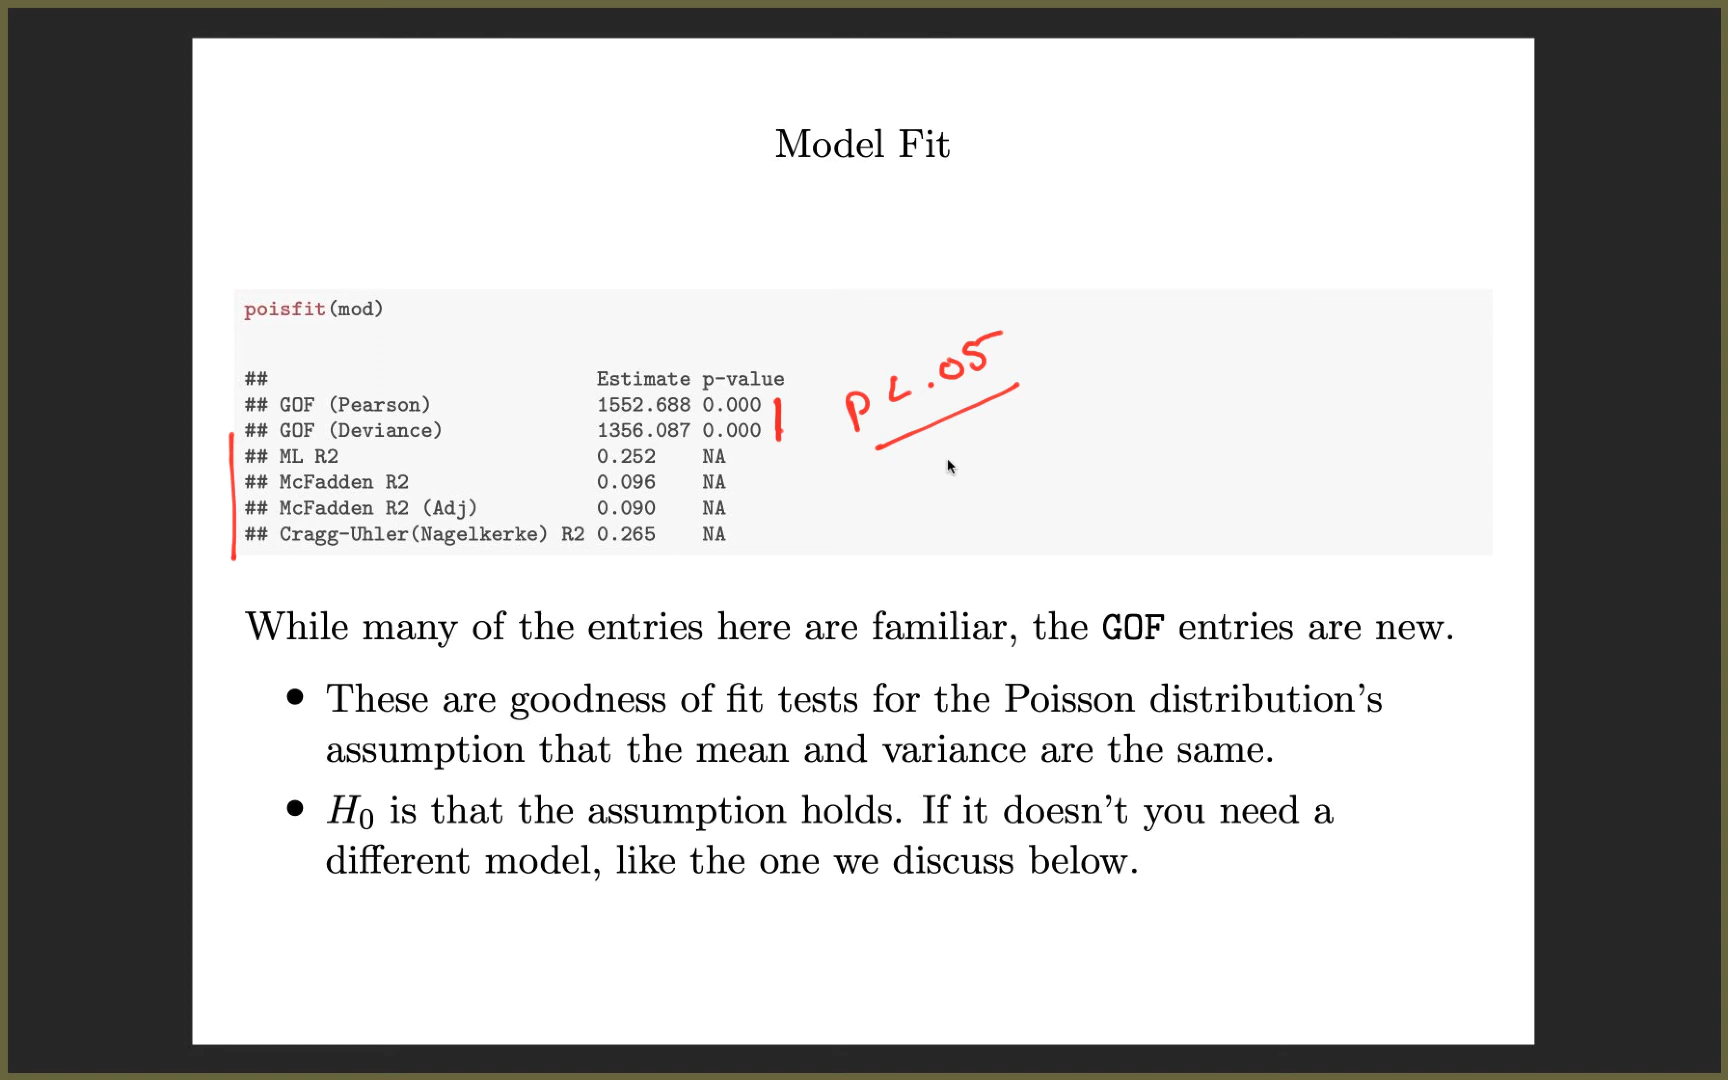 Model Fit
poisfit(mod)
## Estimate p-value
## GOF (Pearson) 1552.688 0.000
## GOF (Deviance) 1356.087 0.000
## ML R2 0.252 NA
## McFadden R2 0.096 NA
## McFadden R2 (Adj) 0.090 NA
## Cragg-Uhler(Nagelkerke) R2 0.265 NA
p < .05
While many of the entries here are familiar, the GOF entries are new.
• These are goodness of fit tests for the Poisson distribution's
assumption that the mean and variance are the same.
• H₀ is that the assumption holds. If it doesn't you need a
different model, like the one we discuss below.